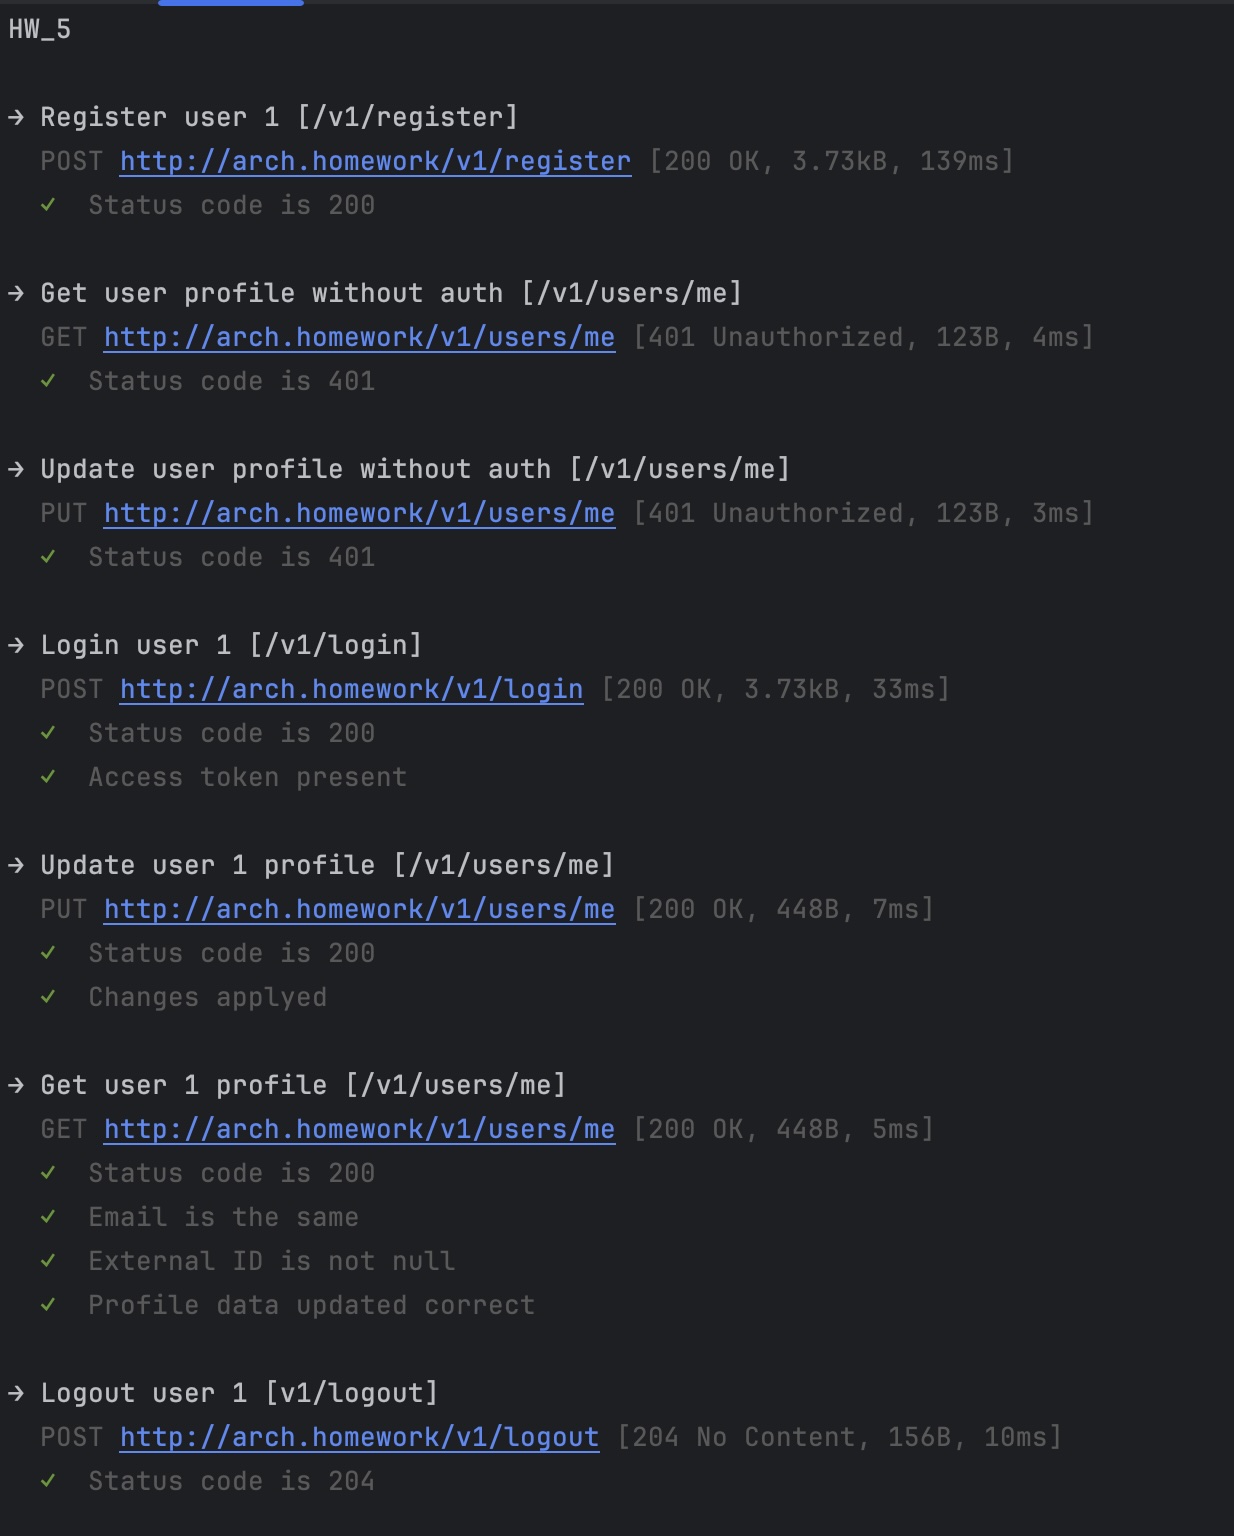 HW_5
→ Register user 1 [/v1/register]
POST http://arch.homework/v1/register [200 OK, 3.73kB, 139ms]
✓ Status code is 200
→ Get user profile without auth [/v1/users/me]
GET http://arch.homework/v1/users/me [401 Unauthorized, 123B, 4ms]
✓ Status code is 401
→ Update user profile without auth [/v1/users/me]
PUT http://arch.homework/v1/users/me [401 Unauthorized, 123B, 3ms]
✓ Status code is 401
→ Login user 1 [/v1/login]
POST http://arch.homework/v1/login [200 OK, 3.73kB, 33ms]
✓ Status code is 200
✓ Access token present
→ Update user 1 profile [/v1/users/me]
PUT http://arch.homework/v1/users/me [200 OK, 448B, 7ms]
✓ Status code is 200
✓ Changes applyed
→ Get user 1 profile [/v1/users/me]
GET http://arch.homework/v1/users/me [200 OK, 448B, 5ms]
✓ Status code is 200
✓ Email is the same
✓ External ID is not null
✓ Profile data updated correct
→ Logout user 1 [v1/logout]
POST http://arch.homework/v1/logout [204 No Content, 156B, 10ms]
✓ Status code is 204